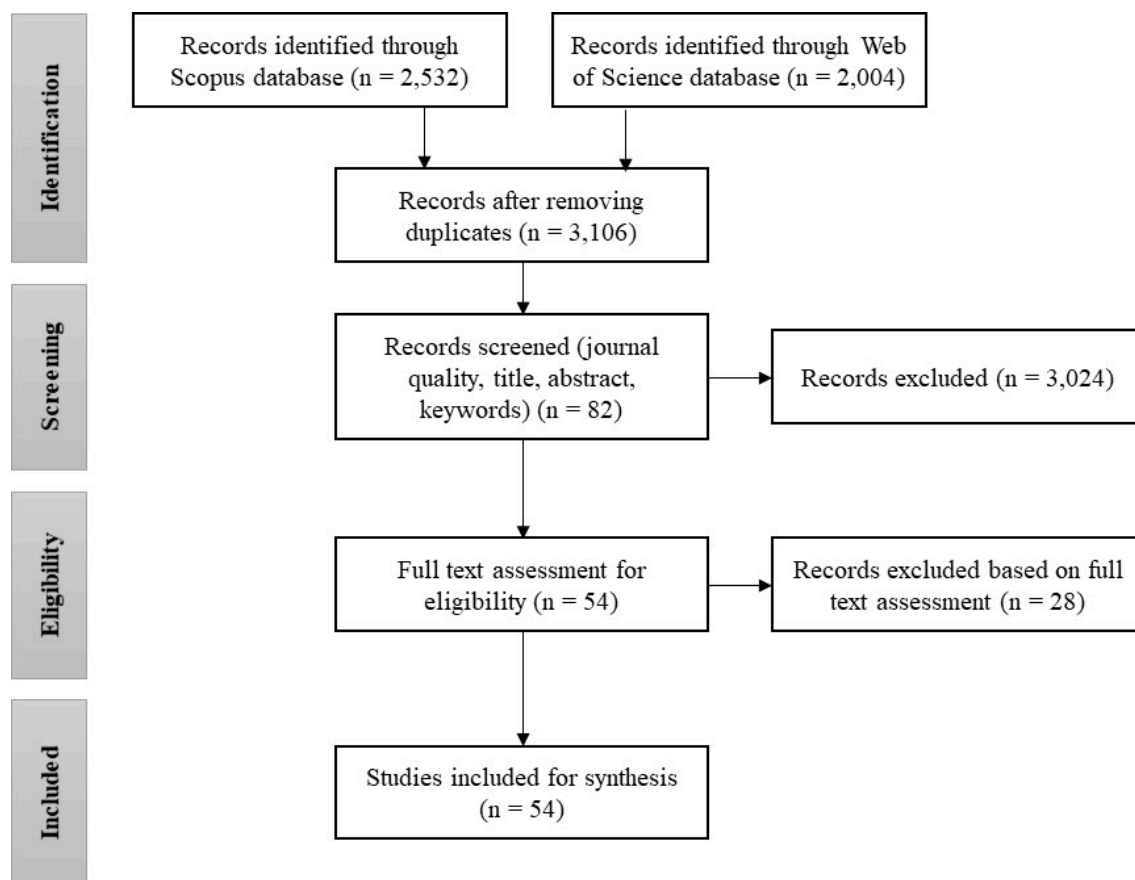 Identification
Records identified through
Scopus database (n = 2,532)
Records identified through Web
of Science database (n = 2,004)
Records after removing
duplicates (n = 3,106)
Screening
Records screened (journal
quality, title, abstract,
keywords) (n = 82)
Records excluded (n = 3,024)
Eligibility
Full text assessment for
eligibility (n = 54)
Records excluded based on full
text assessment (n = 28)
Included
Studies included for synthesis
(n = 54)